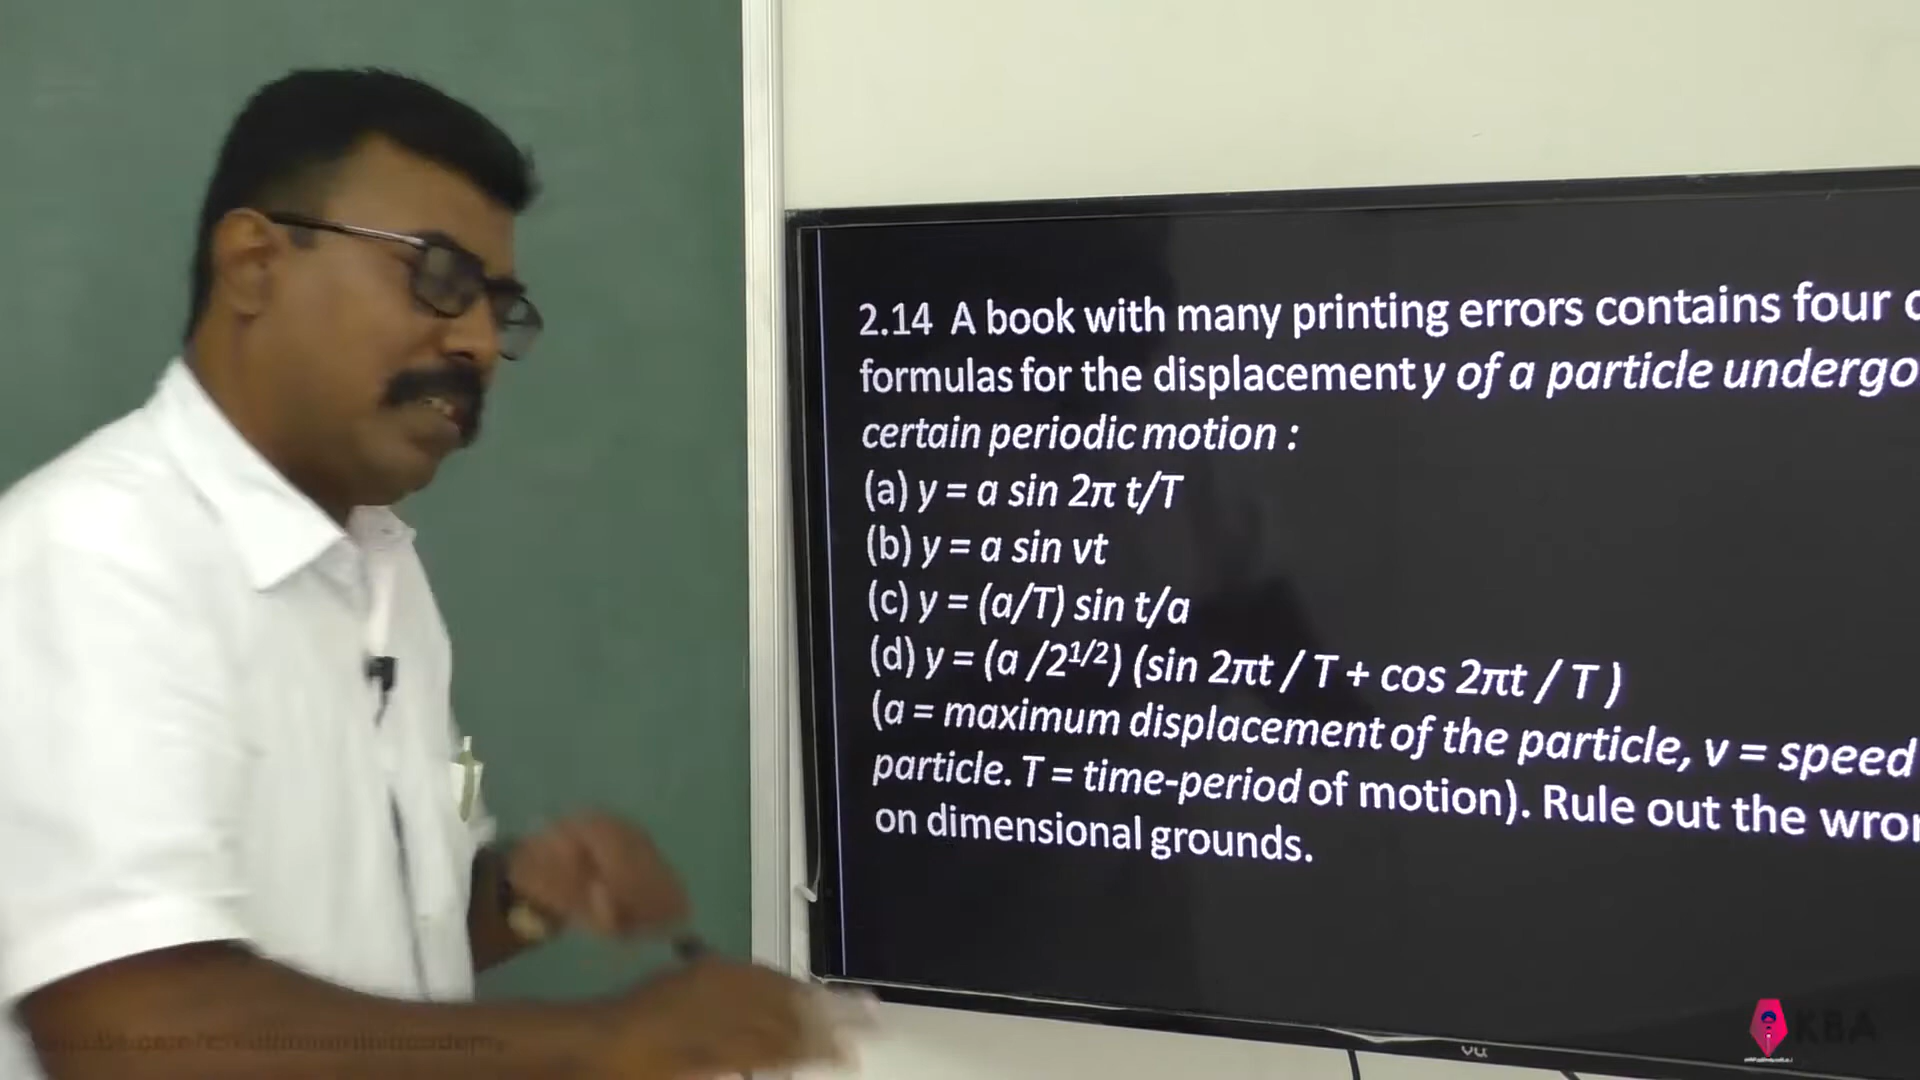 2.14 A book with many printing errors contains four
formulas for the displacement y of a particle undergo
certain periodic motion :
(a) y = a sin 2π t/T
(b) y = a sin vt
(c) y = (a/T) sin t/a
(d) y = (a /2^1/2) (sin 2πt / T + cos 2πt / T )
(a = maximum displacement of the particle, v = speed
particle. T = time-period of motion). Rule out the
on dimensional grounds.
KBA
vu